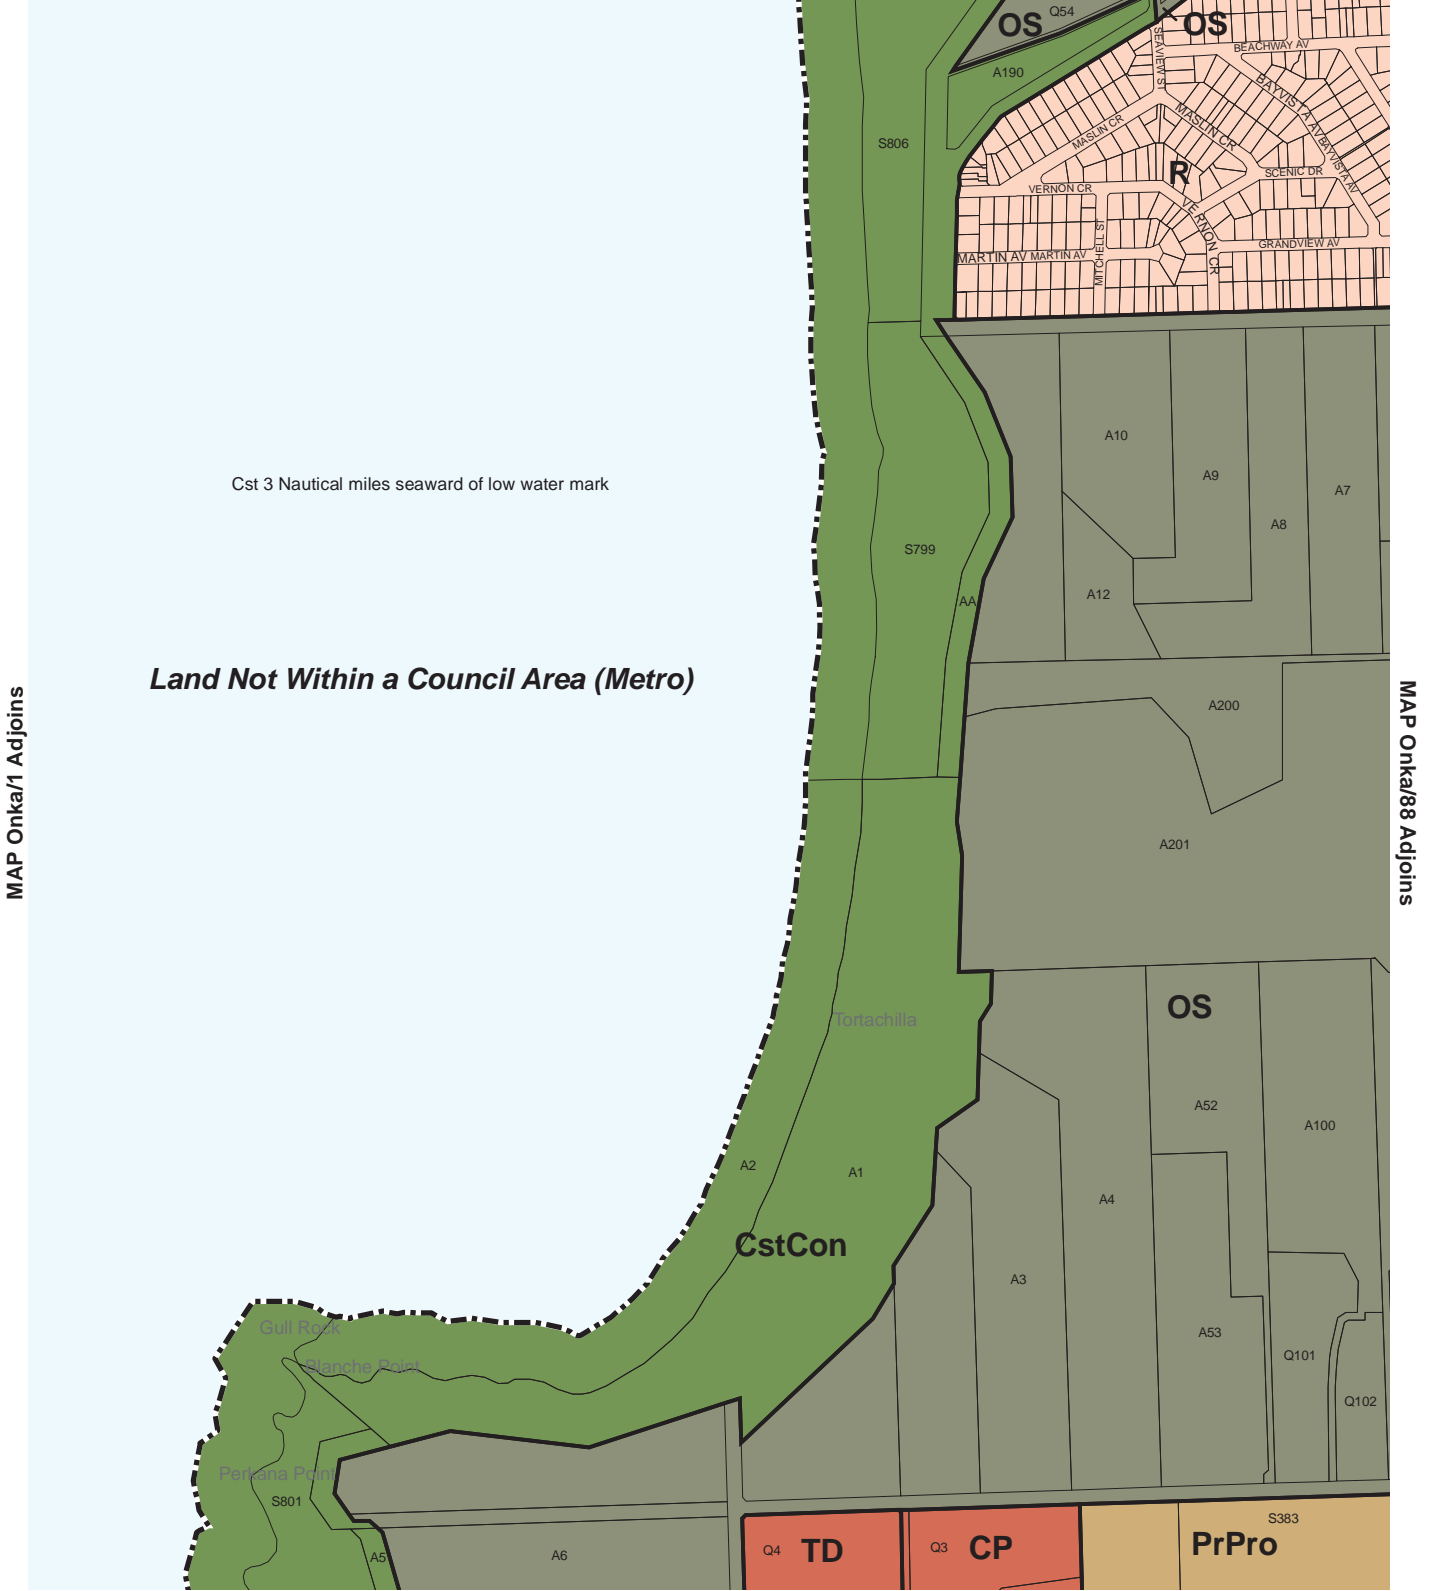 Q54
OS
OS
SEAVIEW ST
BEACHWAY AV
A190
BAYVISTA AV
BAYVISTA AV
MASLIN CR
MASLIN CR
S806
R
SCENIC DR
VERNON CR
VERNON CR
MITCHELL ST
GRANDVIEW AV
MARTIN AV
MARTIN AV
A10
A9
A7
A8
Cst 3 Nautical miles seaward of low water mark
S799
A12
AA
Land Not Within a Council Area (Metro)
MAP Onka/1 Adjoins
MAP Onka/88 Adjoins
A200
A201
OS
Tortachilla
A52
A100
A2
A1
A4
CstCon
A3
Gull Rock
A53
Blanche Point
Q101
Q102
Perkana Point
S801
S383
Q4
TD
Q3
CP
PrPro
A5
A6